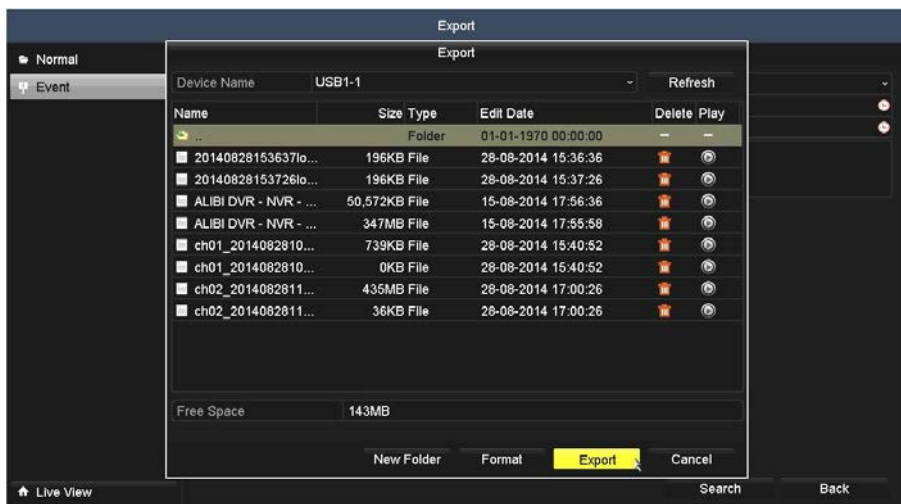 Export
Normal
Event
Export
Device Name USB1-1 Refresh
Name Size Type Edit Date Delete Play
.. Folder 01-01-1970 00:00:00 — —
20140828153637lo... 196KB File 28-08-2014 15:36:36
20140828153726lo... 196KB File 28-08-2014 15:37:26
ALIBI DVR - NVR - ... 50,572KB File 15-08-2014 17:56:36
ALIBI DVR - NVR - ... 347MB File 15-08-2014 17:55:58
ch01_2014082810... 739KB File 28-08-2014 15:40:52
ch01_2014082810... 0KB File 28-08-2014 15:40:52
ch02_2014082811... 435MB File 28-08-2014 17:00:26
ch02_2014082811... 36KB File 28-08-2014 17:00:26
Free Space 143MB
New Folder Format Export Cancel
Live View Search Back